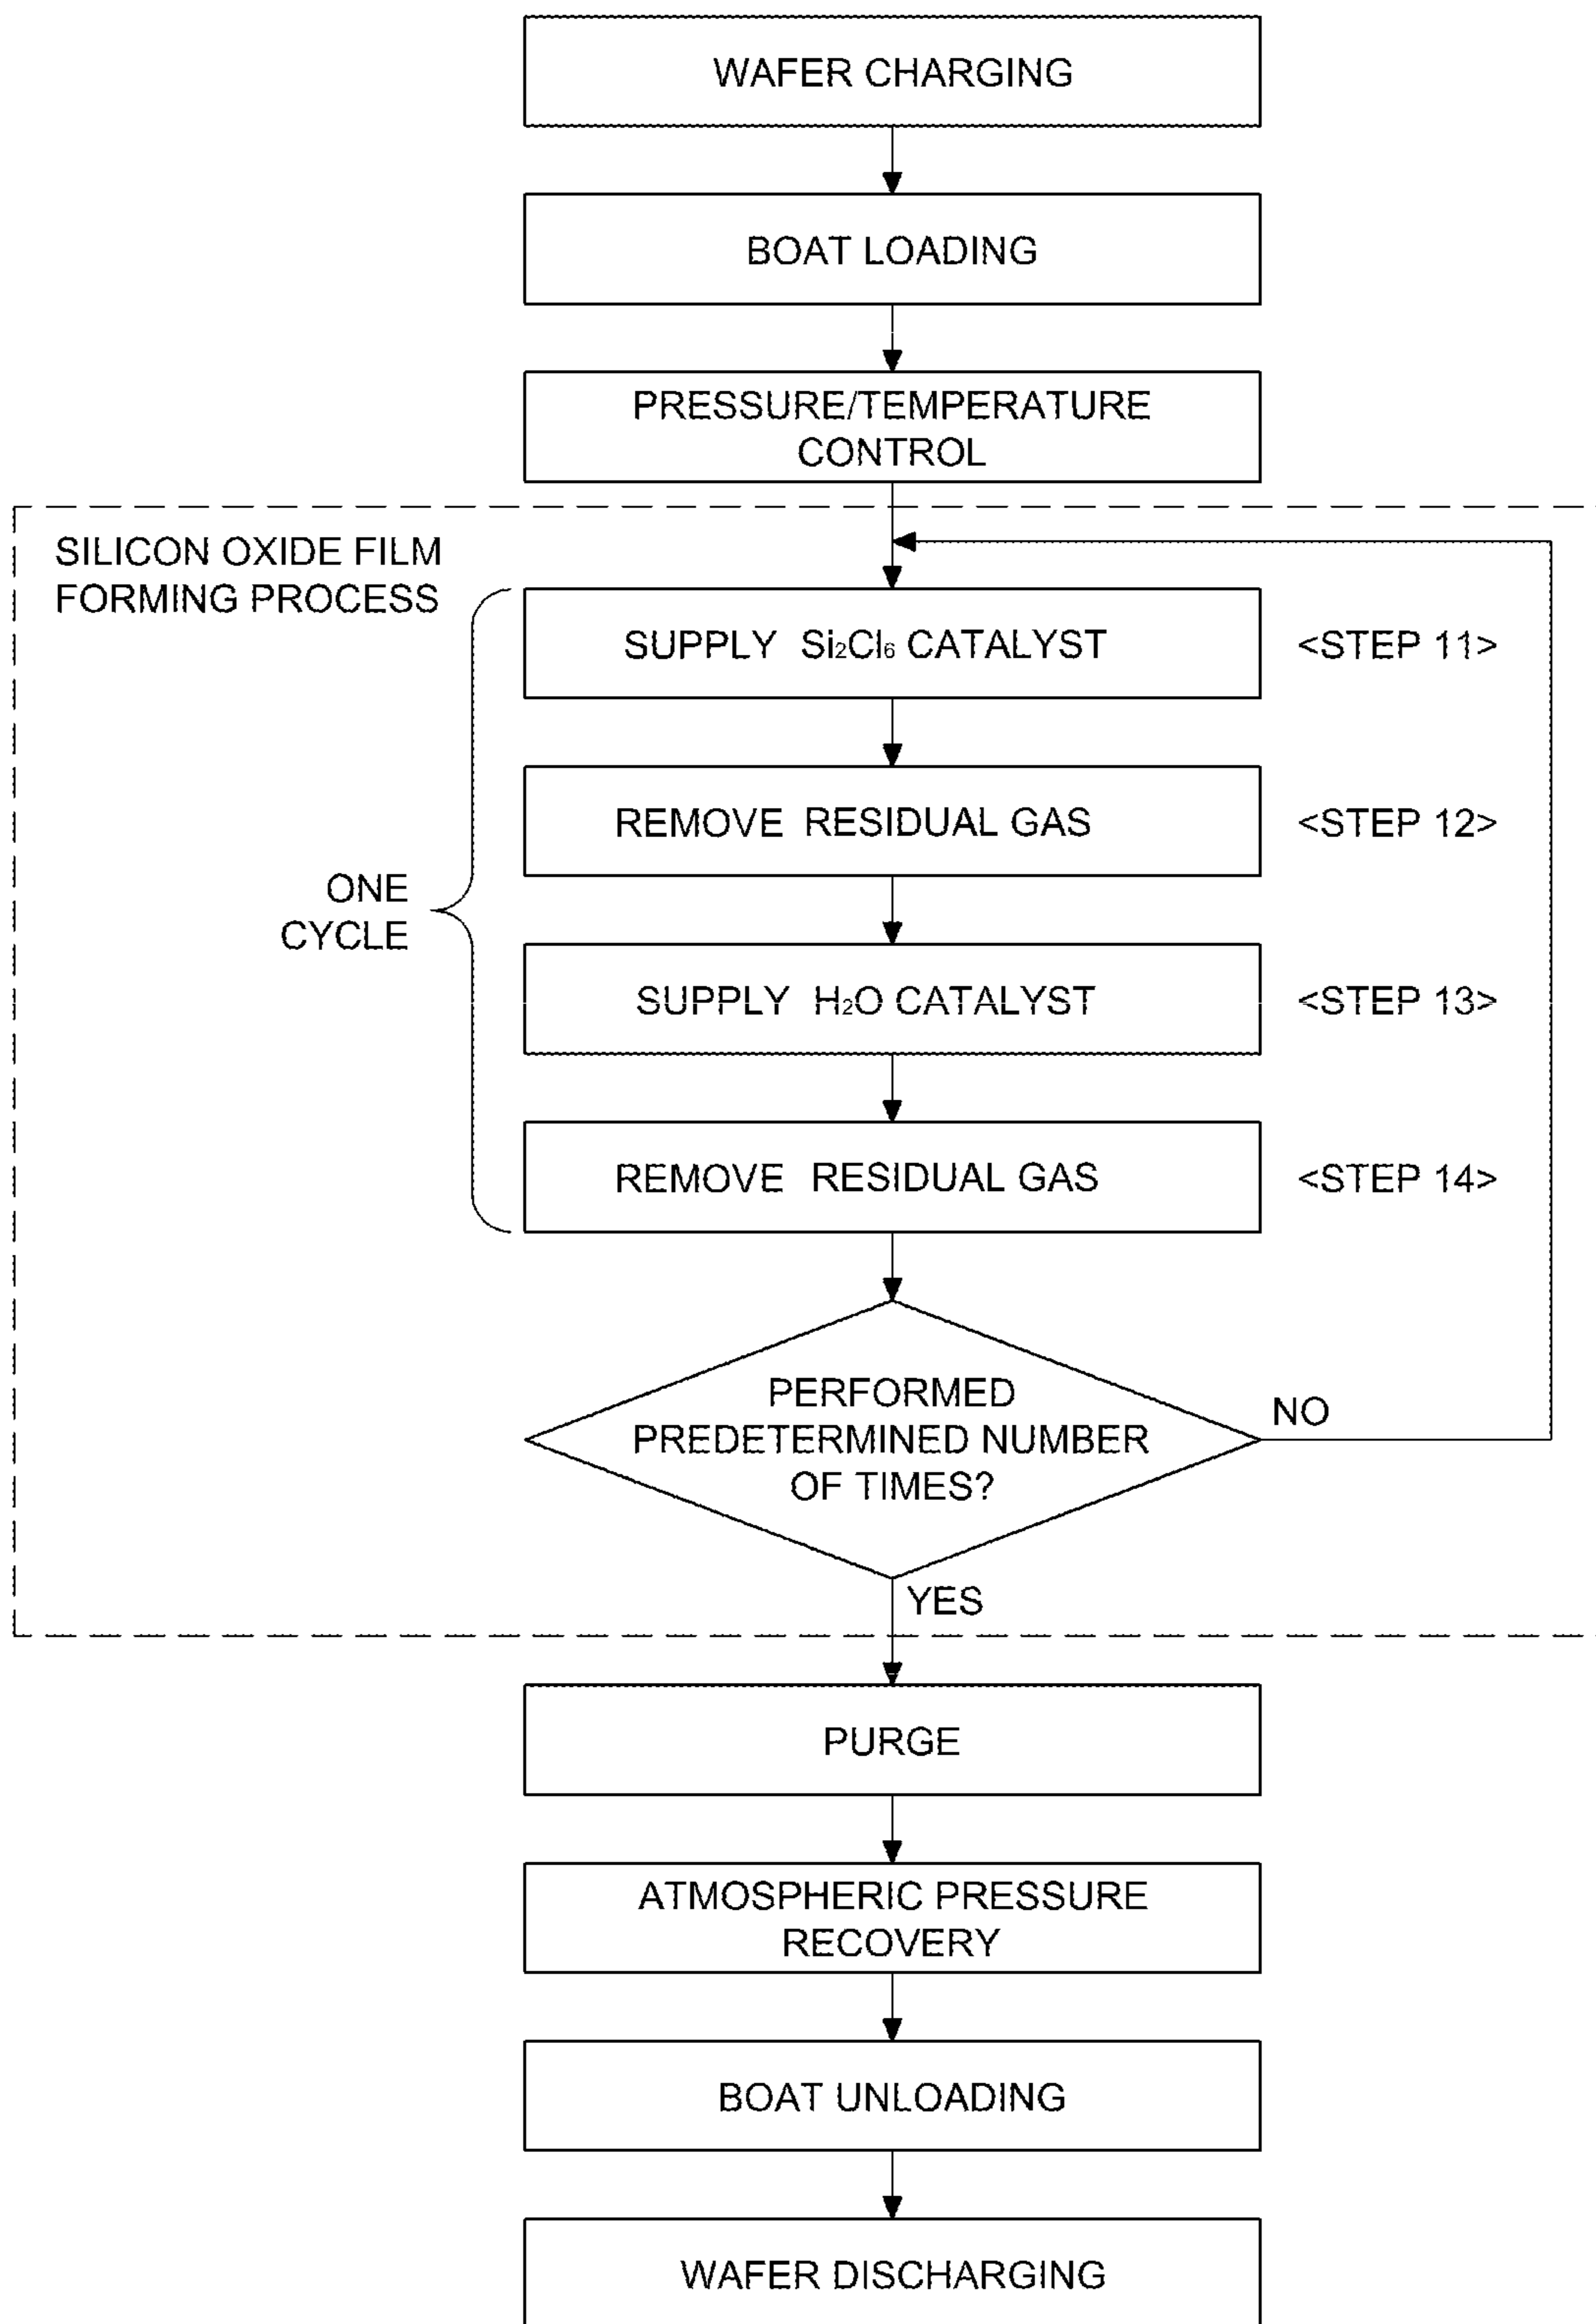 WAFER CHARGING
BOAT LOADING
PRESSURE/TEMPERATURE
CONTROL
SILICON OXIDE FILM
FORMING PROCESS
SUPPLY Si₂Cl₆ CATALYST
<STEP 11>
REMOVE RESIDUAL GAS
<STEP 12>
ONE
CYCLE
SUPPLY H₂O CATALYST
<STEP 13>
REMOVE RESIDUAL GAS
<STEP 14>
PERFORMED
PREDETERMINED NUMBER
OF TIMES?
NO
YES
PURGE
ATMOSPHERIC PRESSURE
RECOVERY
BOAT UNLOADING
WAFER DISCHARGING